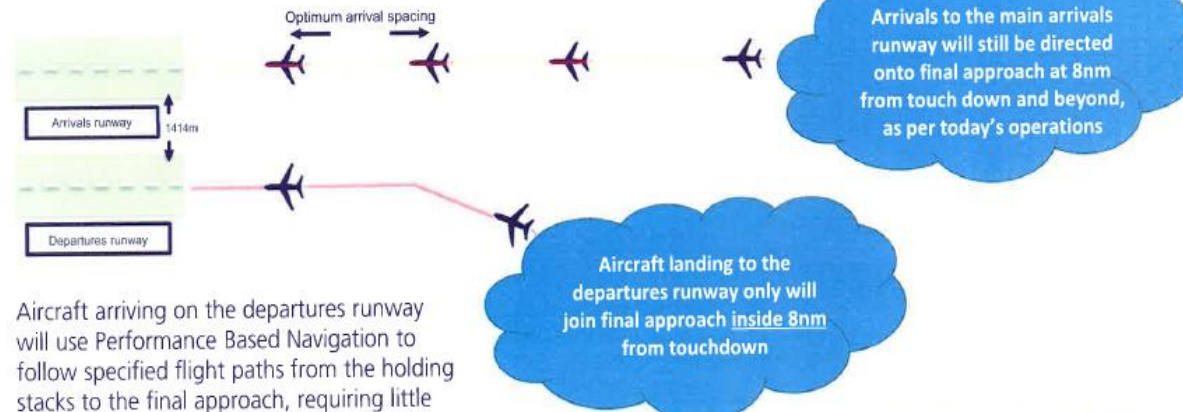 Optimum arrival spacing
Arrivals to the main arrivals
runway will still be directed
onto final approach at 8nm
from touch down and beyond,
as per today's operations
Arrivals runway
1414m
Departures runway
Aircraft landing to the
departures runway only will
join final approach inside 8nm
from touchdown
Aircraft arriving on the departures runway
will use Performance Based Navigation to
follow specified flight paths from the holding
stacks to the final approach, requiring little